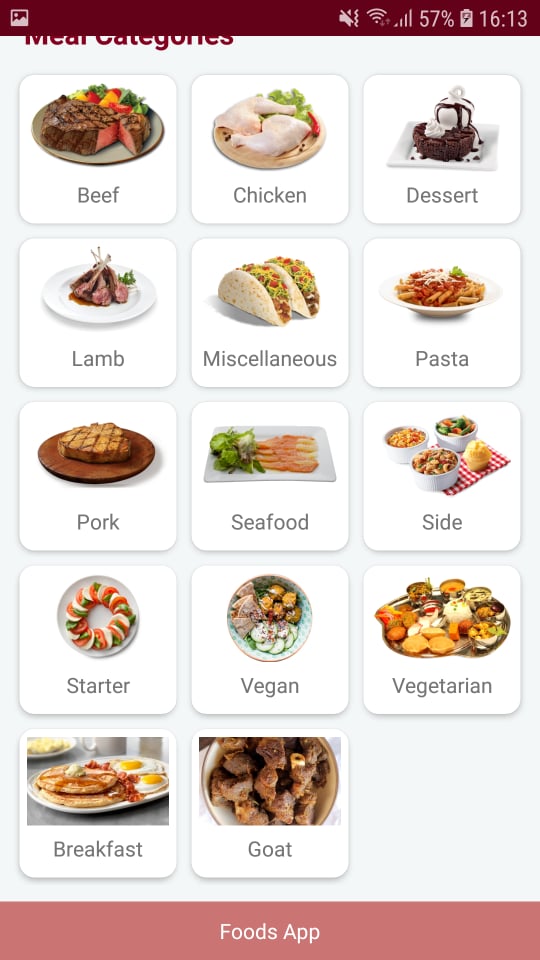 57% 16:13
Meal Categories
Beef Chicken Dessert
Lamb Miscellaneous Pasta
Pork Seafood Side
Starter Vegan Vegetarian
Breakfast Goat
Foods App